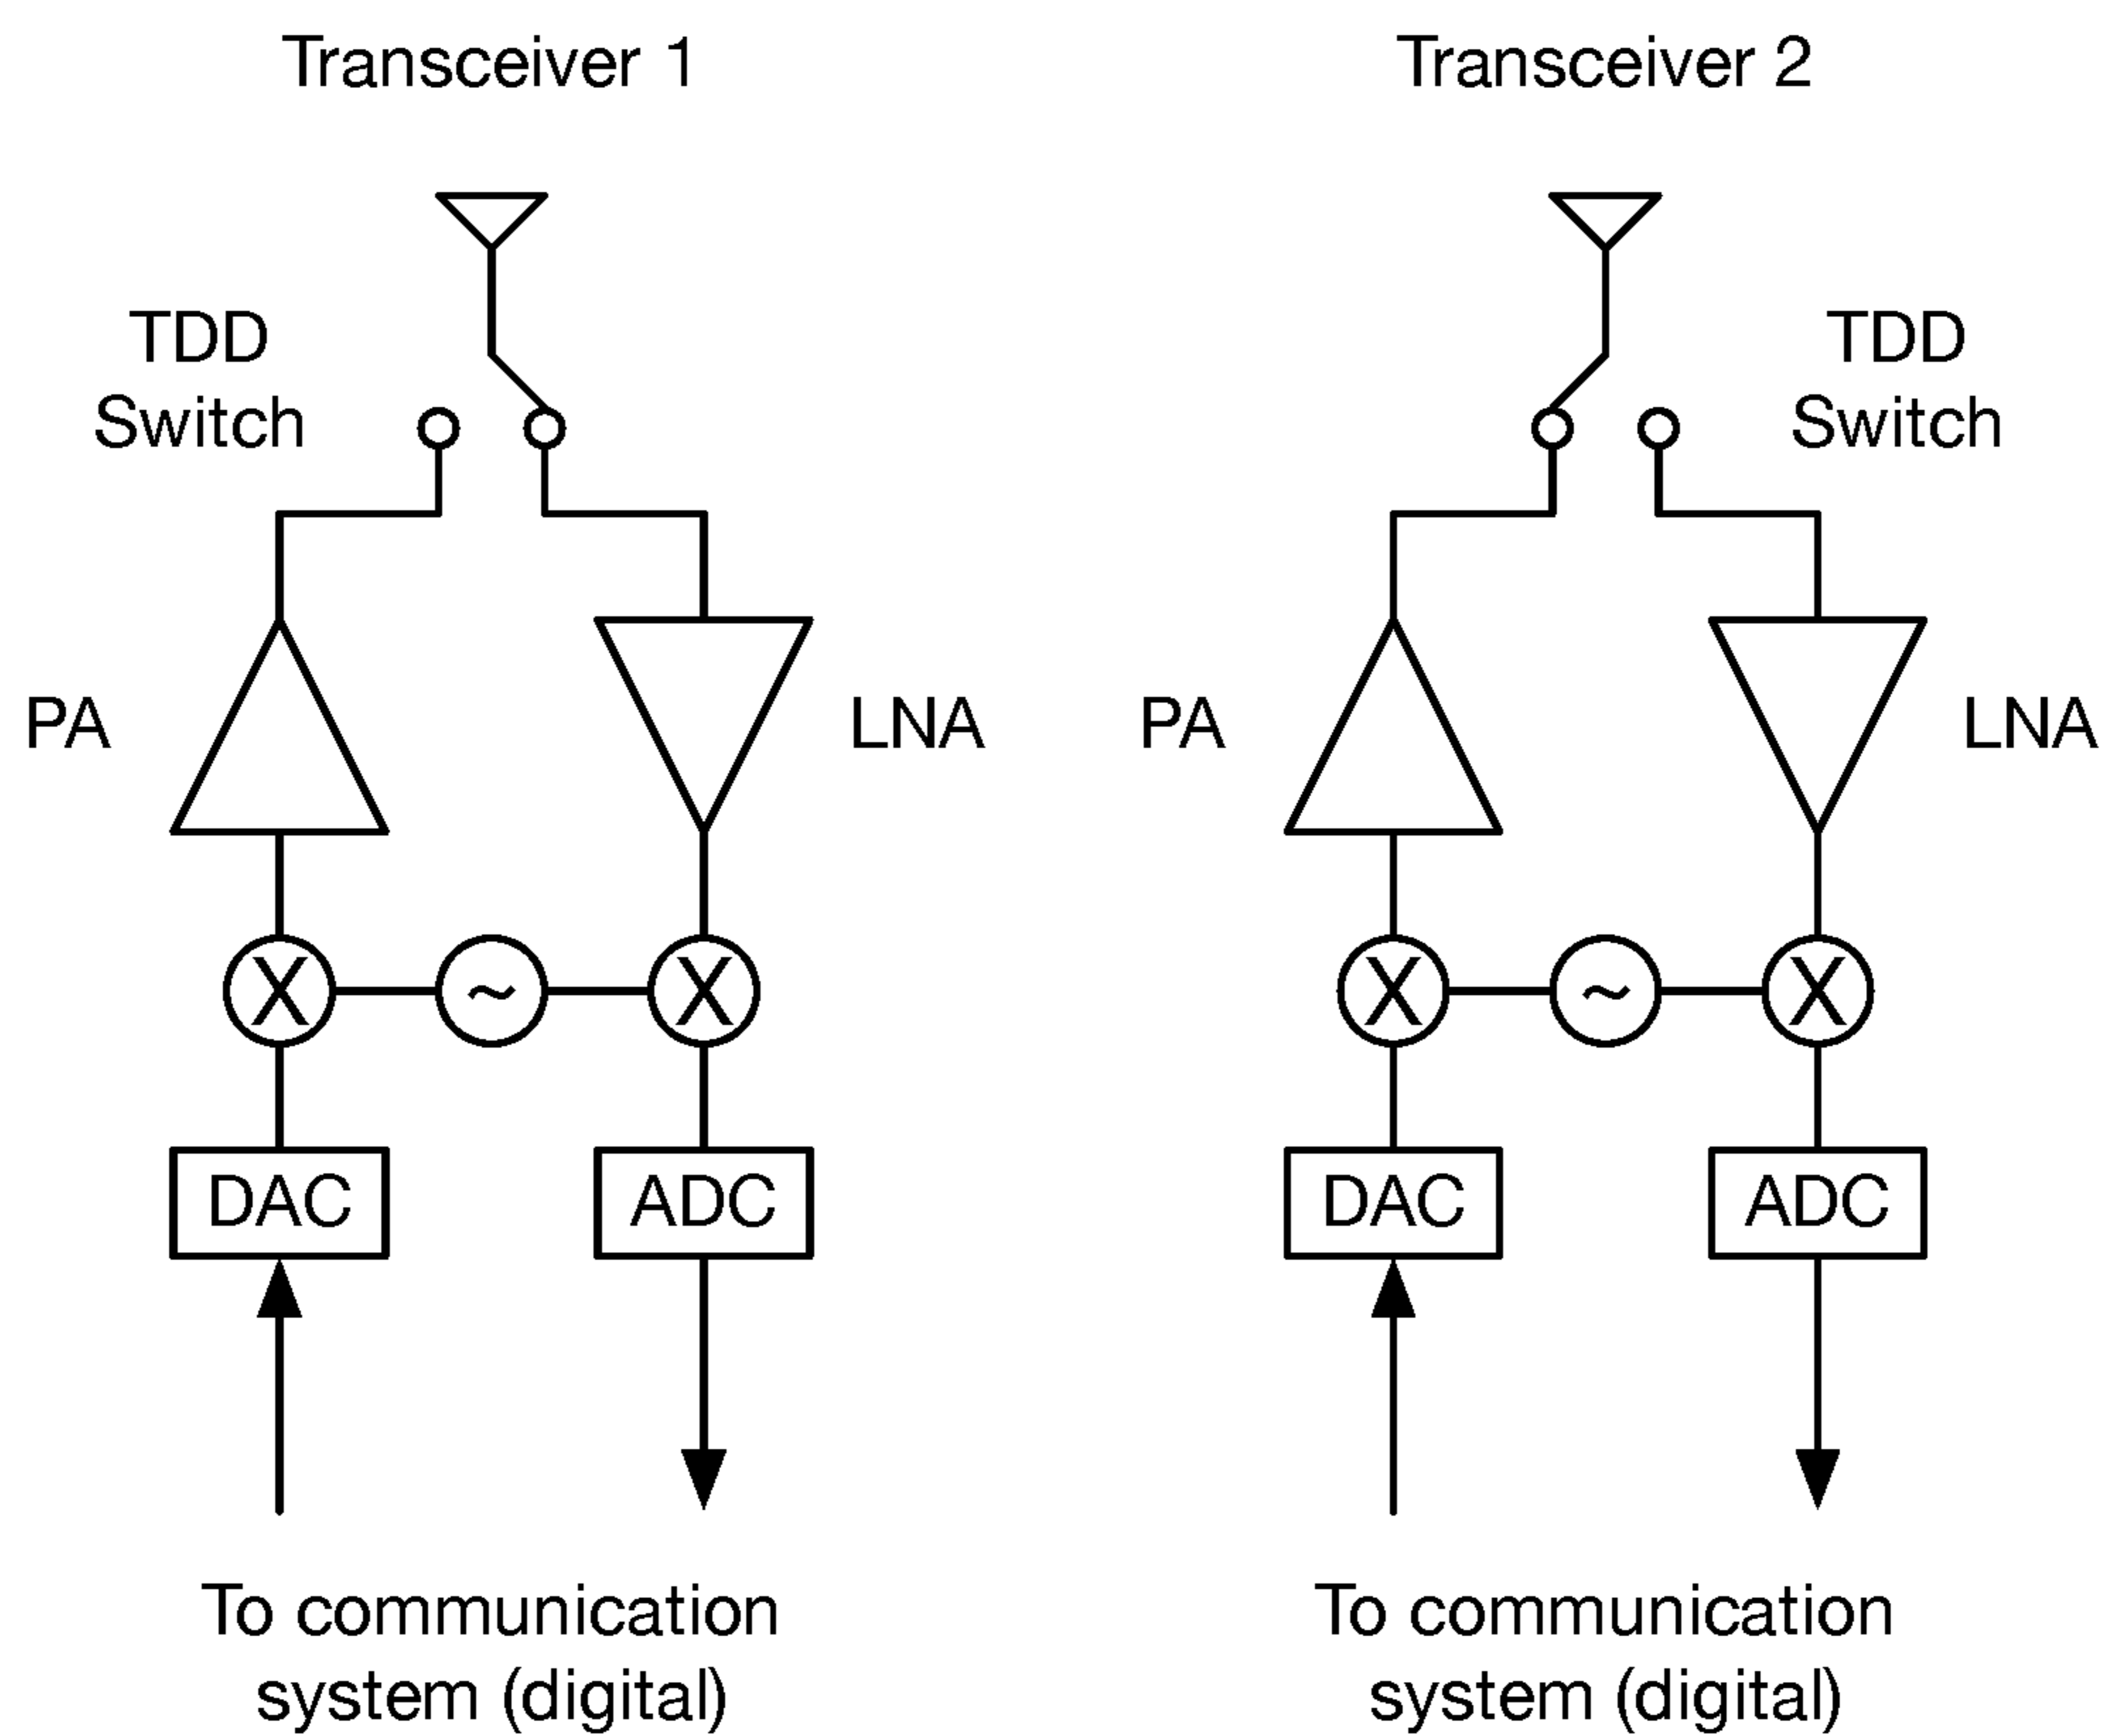 Transceiver 1
TDD
Switch
PA
LNA
X
~
X
DAC
ADC
To communication
system (digital)
Transceiver 2
TDD
Switch
PA
LNA
X
~
X
DAC
ADC
To communication
system (digital)